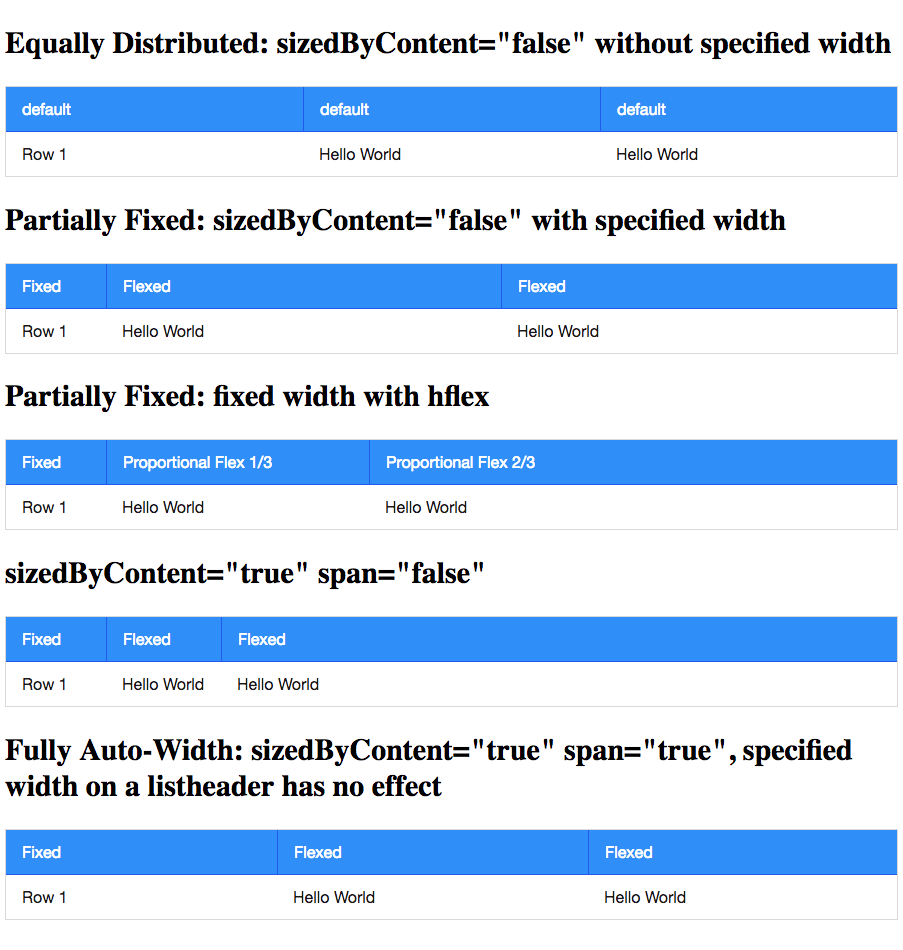 Equally Distributed: sizedByContent="false" without specified width
default default default
Row 1 Hello World Hello World
Partially Fixed: sizedByContent="false" with specified width
Fixed Flexed Flexed
Row 1 Hello World Hello World
Partially Fixed: fixed width with hflex
Fixed Proportional Flex 1/3 Proportional Flex 2/3
Row 1 Hello World Hello World
sizedByContent="true" span="false"
Fixed Flexed Flexed
Row 1 Hello World Hello World
Fully Auto-Width: sizedByContent="true" span="true", specified
width on a listheader has no effect
Fixed Flexed Flexed
Row 1 Hello World Hello World